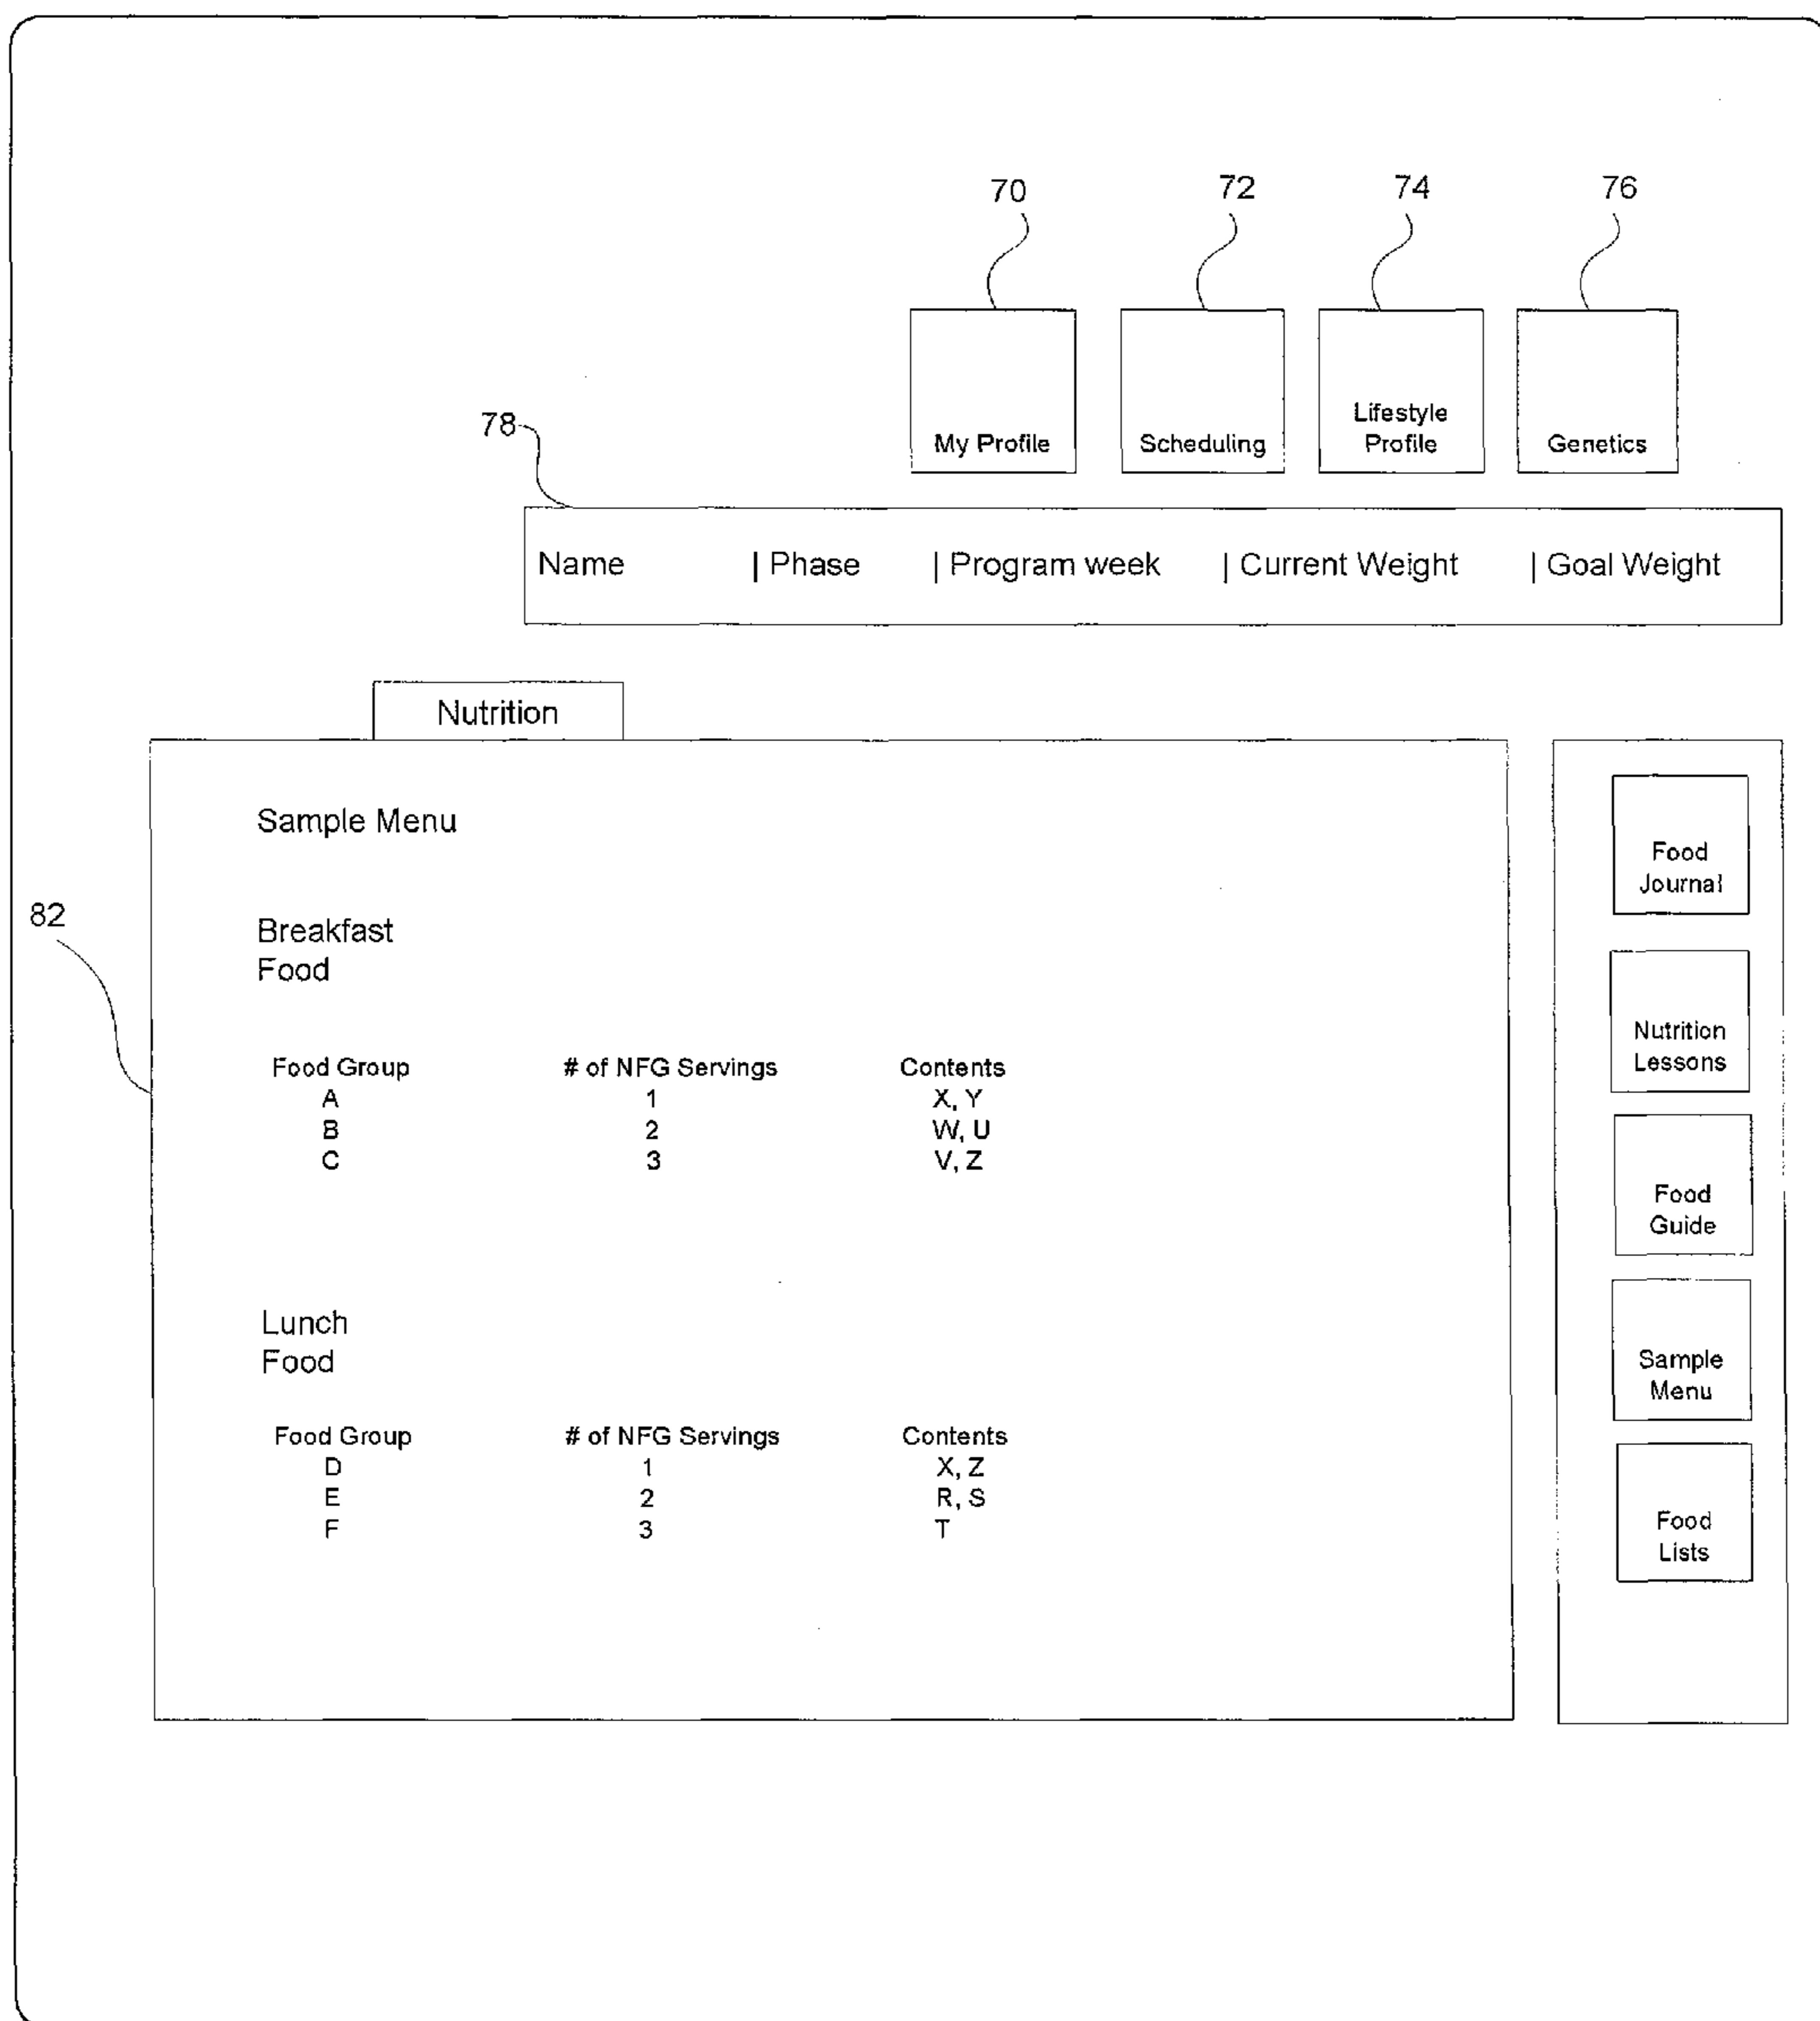 70 72 74 76
My Profile Scheduling Lifestyle Profile Genetics
78
Name | Phase | Program week | Current Weight | Goal Weight
Nutrition
82
Sample Menu
Breakfast
Food
Food Group # of NFG Servings Contents
A 1 X, Y
B 2 W, U
C 3 V, Z
Lunch
Food
Food Group # of NFG Servings Contents
D 1 X, Z
E 2 R, S
F 3 T
Food
Journal
Nutrition
Lessons
Food
Guide
Sample
Menu
Food
Lists